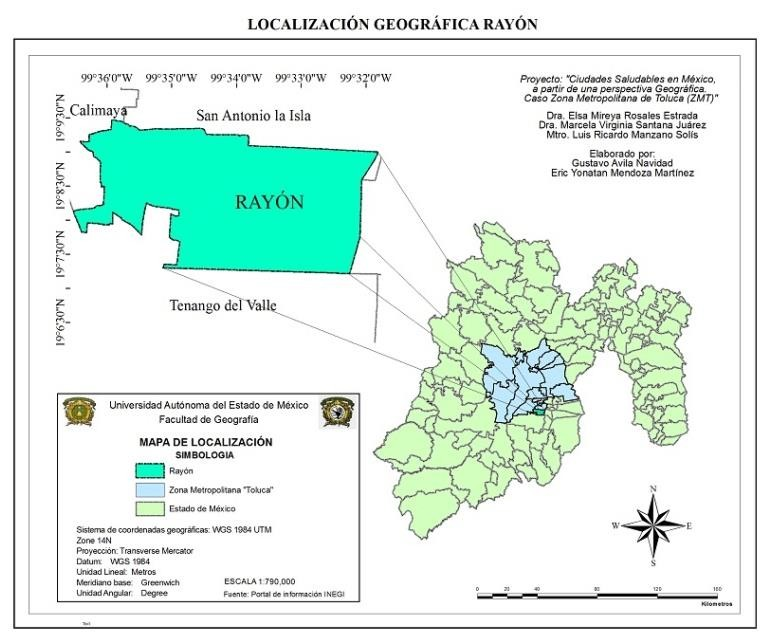 LOCALIZACIÓN GEOGRÁFICA RAYÓN
99°36'0"W 99°35'0"W 99°34'0"W 99°33'0"W 99°32'0"W
Proyecto: "Ciudades Saludables en México,
a partir de una perspectiva Geográfica.
Caso Zona Metropolitana de Toluca (ZMT)"
Dra. Elsa Mireya Rosales Estrada
Dra. Marcela Virginia Santana Juárez
Mtro. Luis Ricardo Manzano Solís
Elaborado por:
Gustavo Avila Navidad
Eric Yonatan Mendoza Martínez
Calimaya
San Antonio la Isla
19°9'30"N
19°8'30"N
19°7'30"N
19°6'30"N
RAYÓN
Tenango del Valle
Universidad Autónoma del Estado de México
Facultad de Geografía
MAPA DE LOCALIZACIÓN
SIMBOLOGIA
Rayón
Zona Metropolitana "Toluca"
Estado de México
Sistema de coordenadas geográficas: WGS 1984 UTM
Zone 14N
Proyección: Transverse Mercator
Datum: WGS 1984
Unidad Lineal: Metros
Meridiano base: Greenwich
Unidad Angular: Degree
ESCALA 1:790,000
Fuente: Portal de información INEGI
N
W E
S
0 20 40 80 120 160
Kilometros
Text